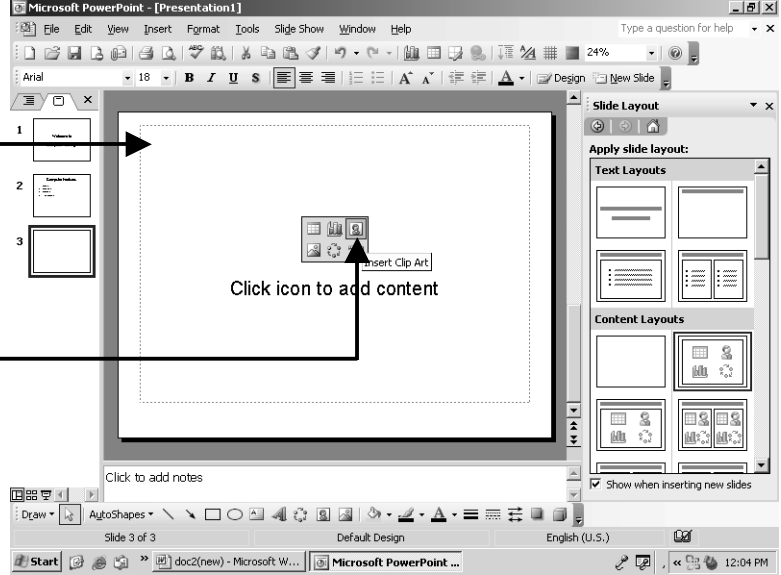 Microsoft PowerPoint - [Presentation1]
File Edit View Insert Format Tools Slide Show Window Help Type a question for help
24%
Arial 18 B I U S A A A Design New Slide
1
2
3
Insert Clip Art
Click icon to add content
Click to add notes
Slide Layout
Apply slide layout:
Text Layouts
Content Layouts
Show when inserting new slides
Draw AutoShapes A
Slide 3 of 3 Default Design English (U.S.)
Start » doc2(new) - Microsoft W... Microsoft PowerPoint ... « 12:04 PM